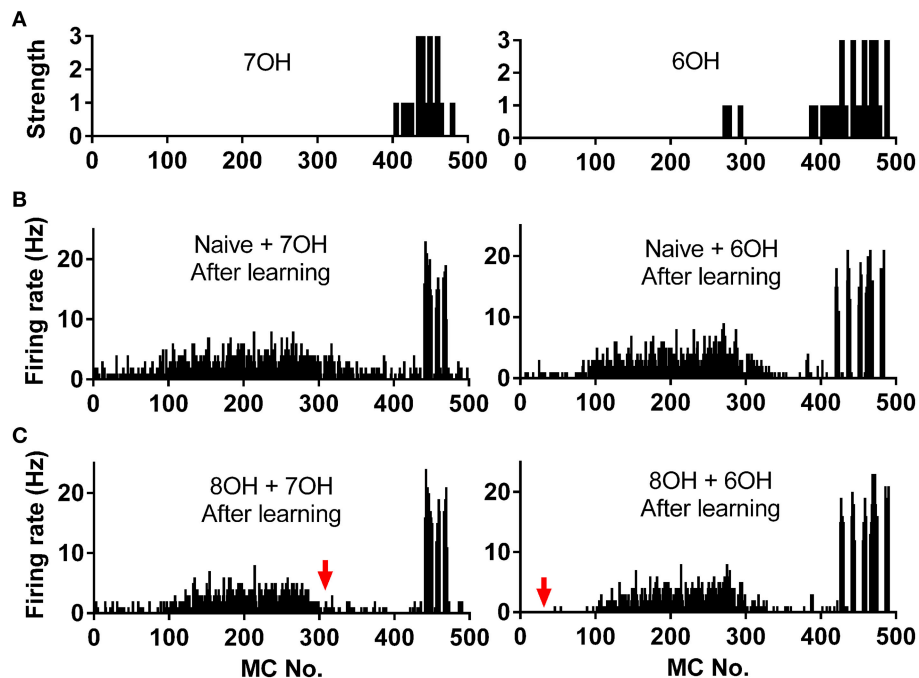 A
Strength
3
2
1
0
7OH
0 100 200 300 400 500
3
2
1
0
6OH
0 100 200 300 400 500
B
Firing rate (Hz)
20
10
0
Naive + 7OH
After learning
0 100 200 300 400 500
20
10
0
Naive + 6OH
After learning
0 100 200 300 400 500
C
Firing rate (Hz)
20
10
0
8OH + 7OH
After learning
0 100 200 300 400 500
MC No.
20
10
0
8OH + 6OH
After learning
0 100 200 300 400 500
MC No.